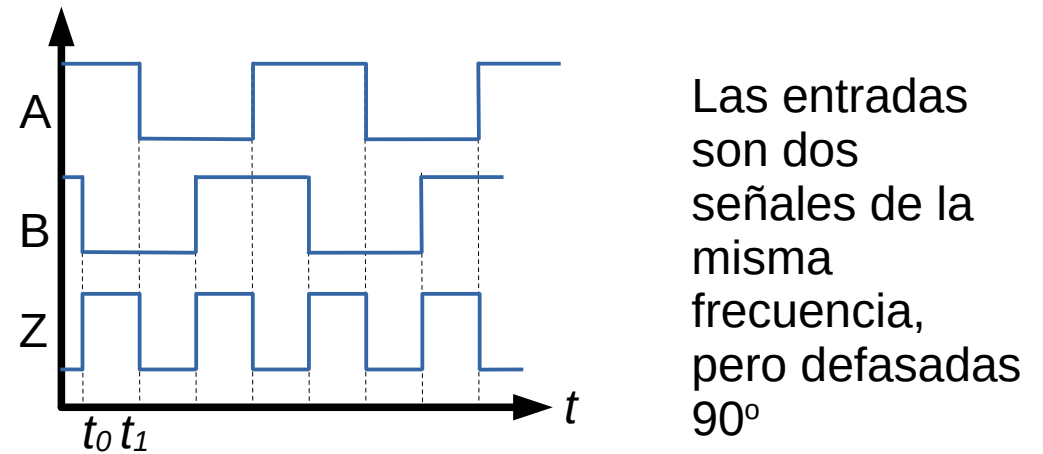 A
B
Z
t0 t1
t
Las entradas
son dos
señales de la
misma
frecuencia,
pero defasadas
90º